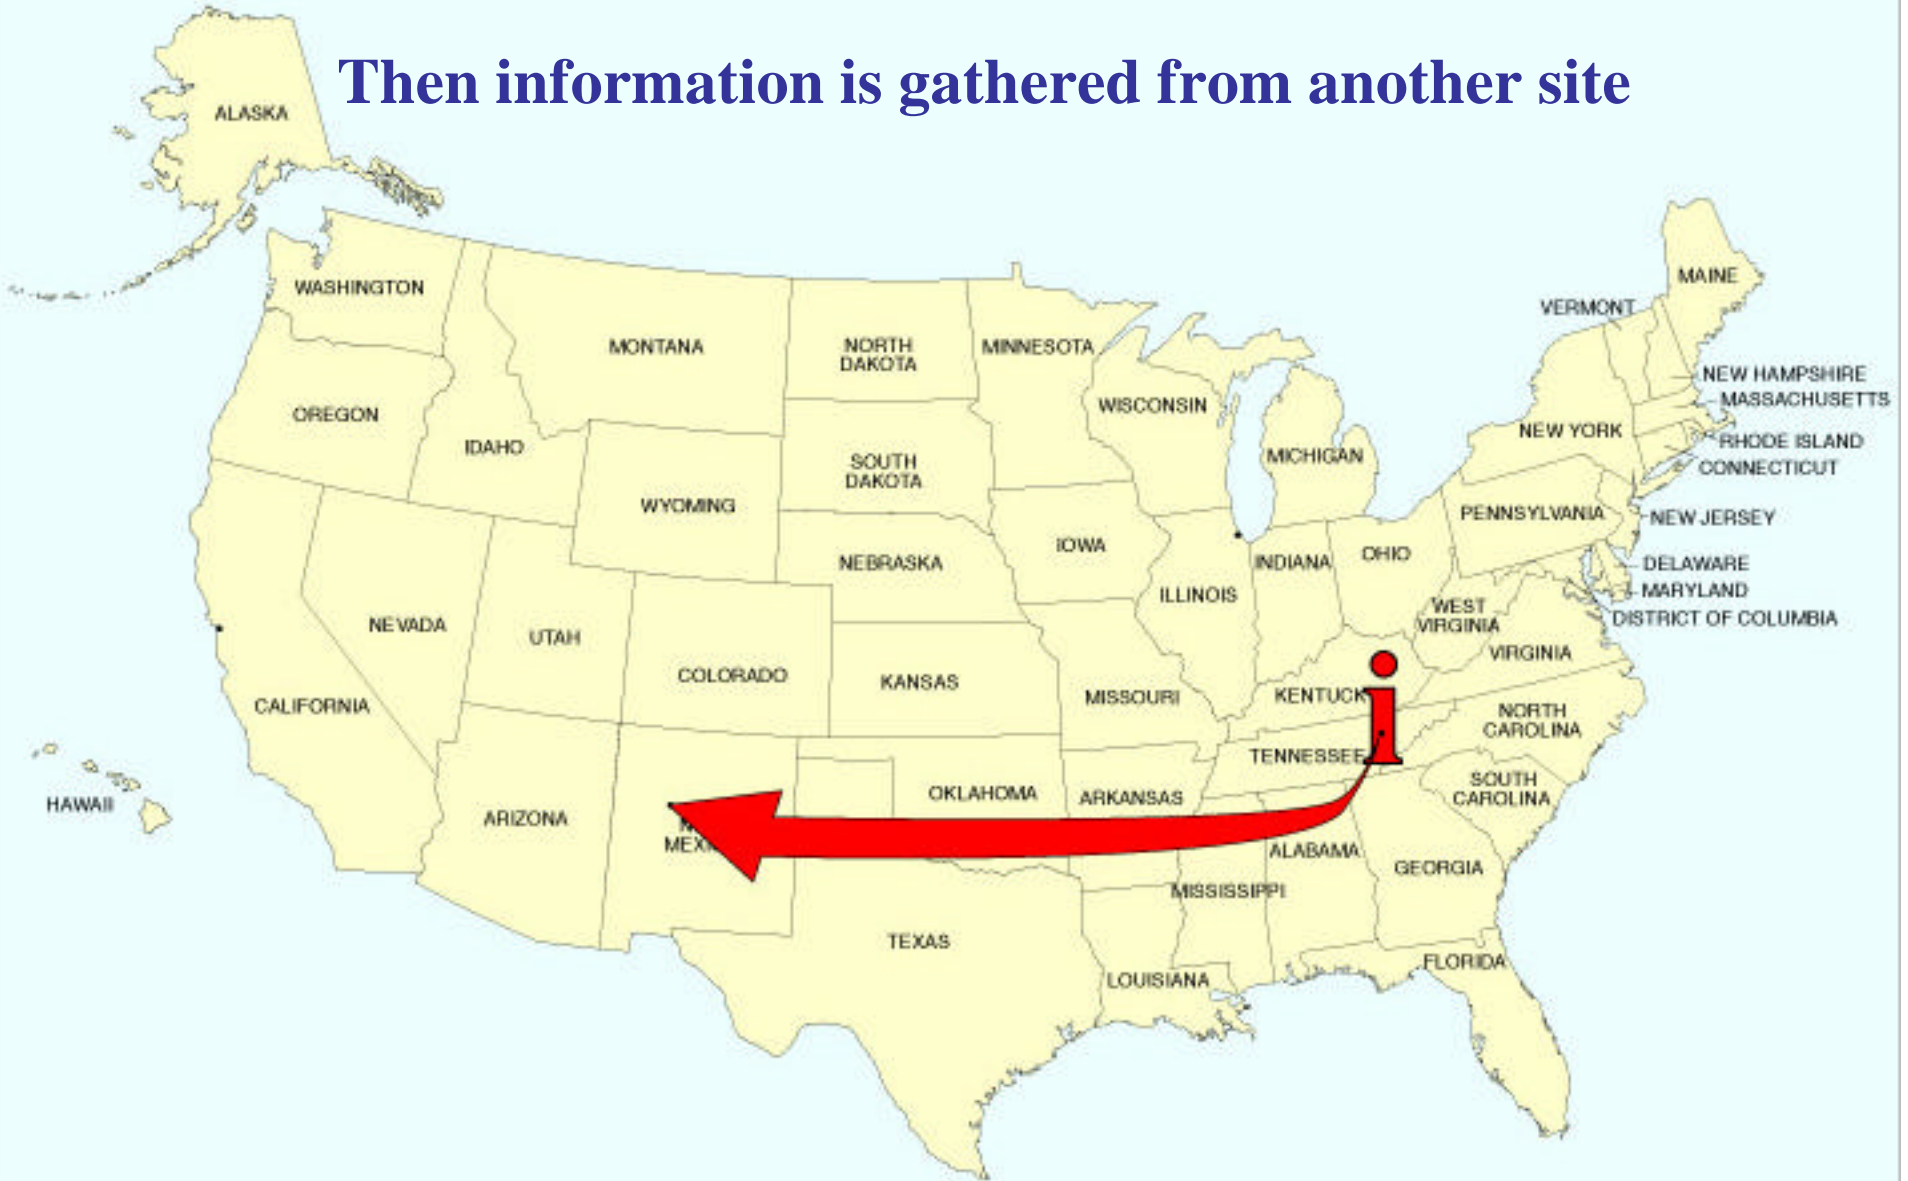 Then information is gathered from another site
ALASKA
WASHINGTON
MONTANA
NORTH
DAKOTA
MINNESOTA
VERMONT
MAINE
OREGON
IDAHO
WISCONSIN
MICHIGAN
NEW YORK
NEW HAMPSHIRE
MASSACHUSETTS
RHODE ISLAND
CONNECTICUT
SOUTH
DAKOTA
WYOMING
PENNSYLVANIA
NEW JERSEY
NEBRASKA
IOWA
ILLINOIS
INDIANA
OHIO
DELAWARE
MARYLAND
DISTRICT OF COLUMBIA
WEST
VIRGINIA
VIRGINIA
NEVADA
UTAH
COLORADO
KANSAS
MISSOURI
KENTUCK
i
CALIFORNIA
NORTH
CAROLINA
TENNESSEE
SOUTH
CAROLINA
HAWAII
ARIZONA
N
MEXI
OKLAHOMA
ARKANSAS
ALABAMA
GEORGIA
MISSISSIPPI
TEXAS
LOUISIANA
FLORIDA